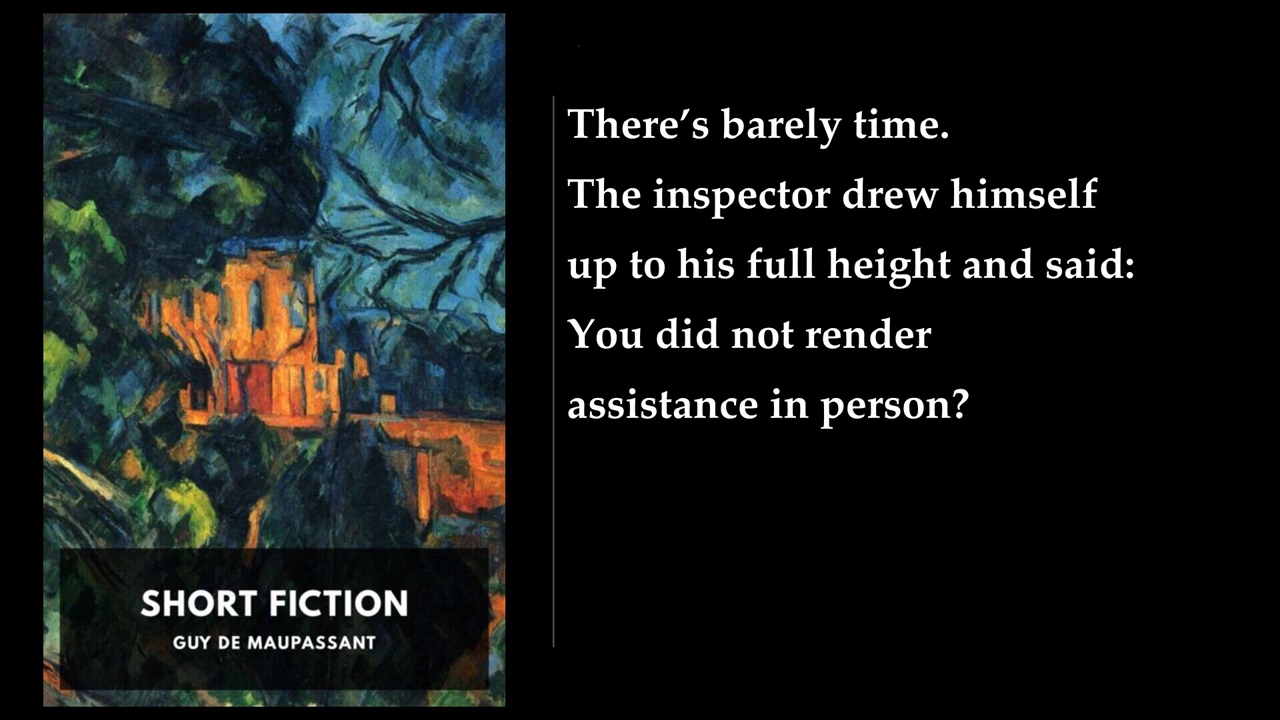 SHORT FICTION
GUY DE MAUPASSANT
There’s barely time.
The inspector drew himself
up to his full height and said:
You did not render
assistance in person?